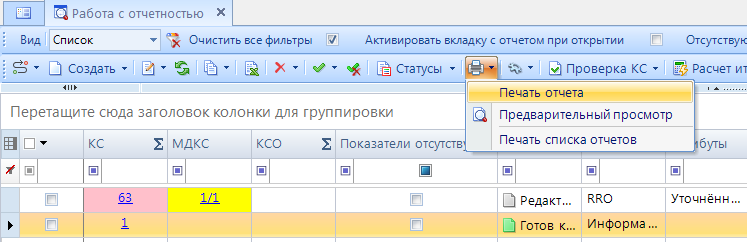 Работа с отчетностью
Вид Список Очистить все фильтры Активировать вкладку с отчетом при открытии Отсутствую
Создать Статусы Проверка КС Расчет ит
Печать отчета
Предварительный просмотр
Печать списка отчетов
Перетащите сюда заголовок колонки для группировки
КС Σ МДКС КСО Σ Показатели отсутству буты
63 1/1 Редакт... RRO Уточнённ...
1 Готов к... Информа...